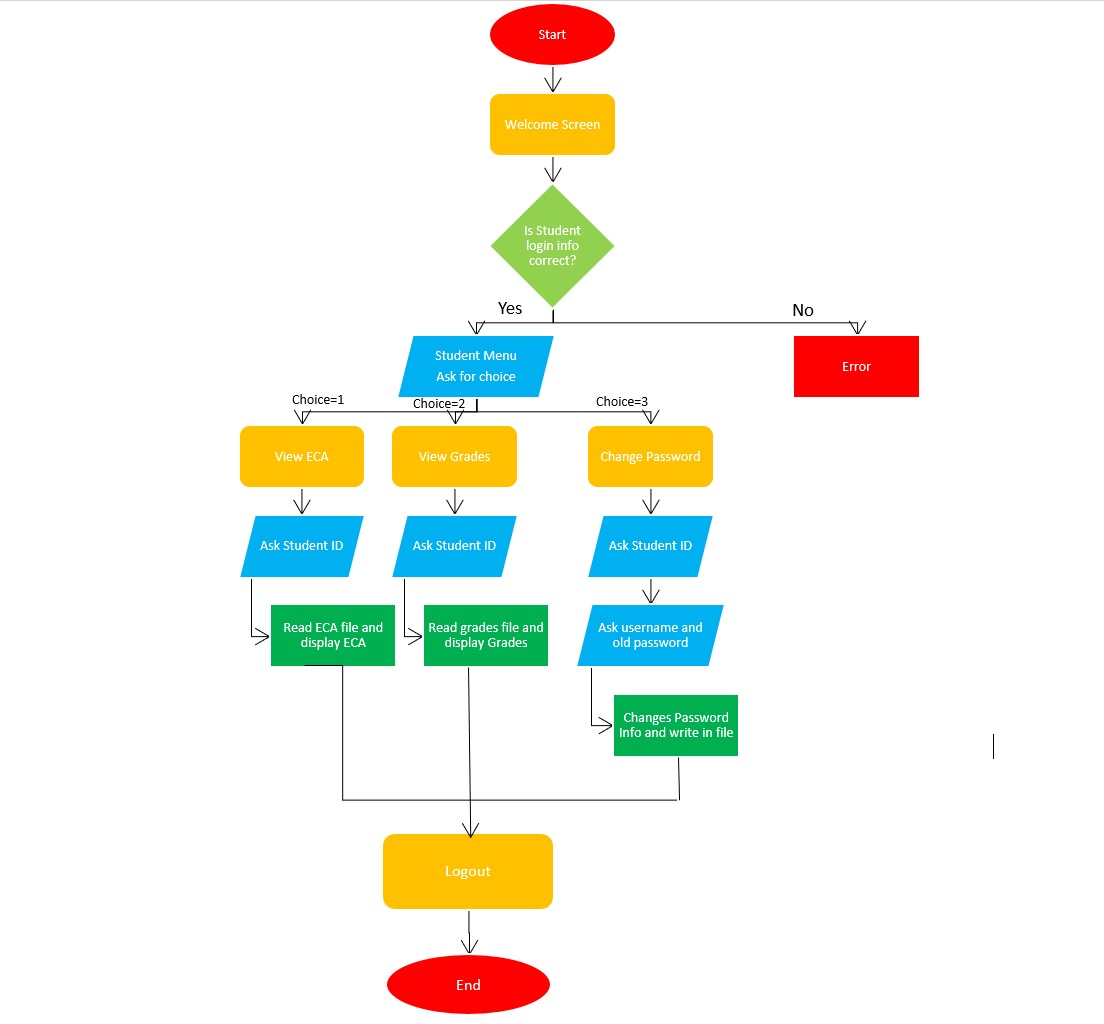 Start
Welcome Screen
Is Student
login info
correct?
Yes
No
Student Menu
Ask for choice
Error
Choice=1
Choice=2
Choice=3
View ECA
View Grades
Change Password
Ask Student ID
Ask Student ID
Ask Student ID
Read ECA file and
display ECA
Read grades file and
display Grades
Ask username and
old password
Changes Password
Info and write in file
Logout
End